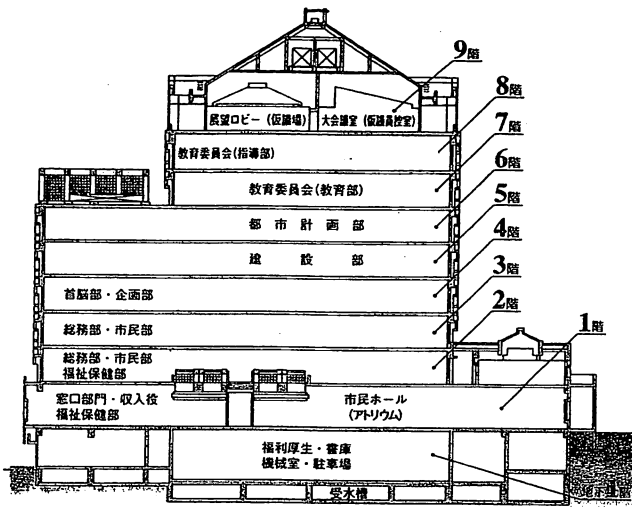 9階
8階
展望ロビー(仮議場)
大会議室(仮議員控室)
7階
教育委員会(指導部)
6階
教育委員会(教育部)
5階
都市計画部
4階
建設部
3階
首脳部・企画部
2階
総務部・市民部
1階
総務部・市民部
福祉保健部
窓口部門・収入役
福祉保健部
市民ホール
(アトリウム)
福利厚生・書庫
機械室・駐車場
地下1階
受水槽